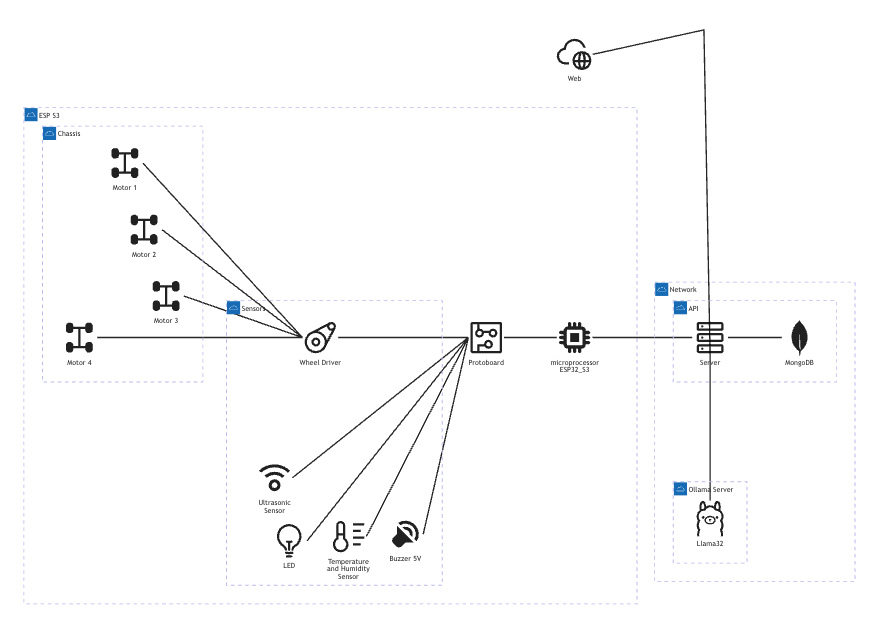 Web
ESP S3
Chassis
Motor 1
Motor 2
Motor 3
Motor 4
Sensors
Wheel Driver
Protoboard
microprocessor
ESP32_S3
Network
API
Server
MongoDB
Ultrasonic
Sensor
LED
Temperature
and Humidity
Sensor
Buzzer 5V
Ollama Server
Llama32